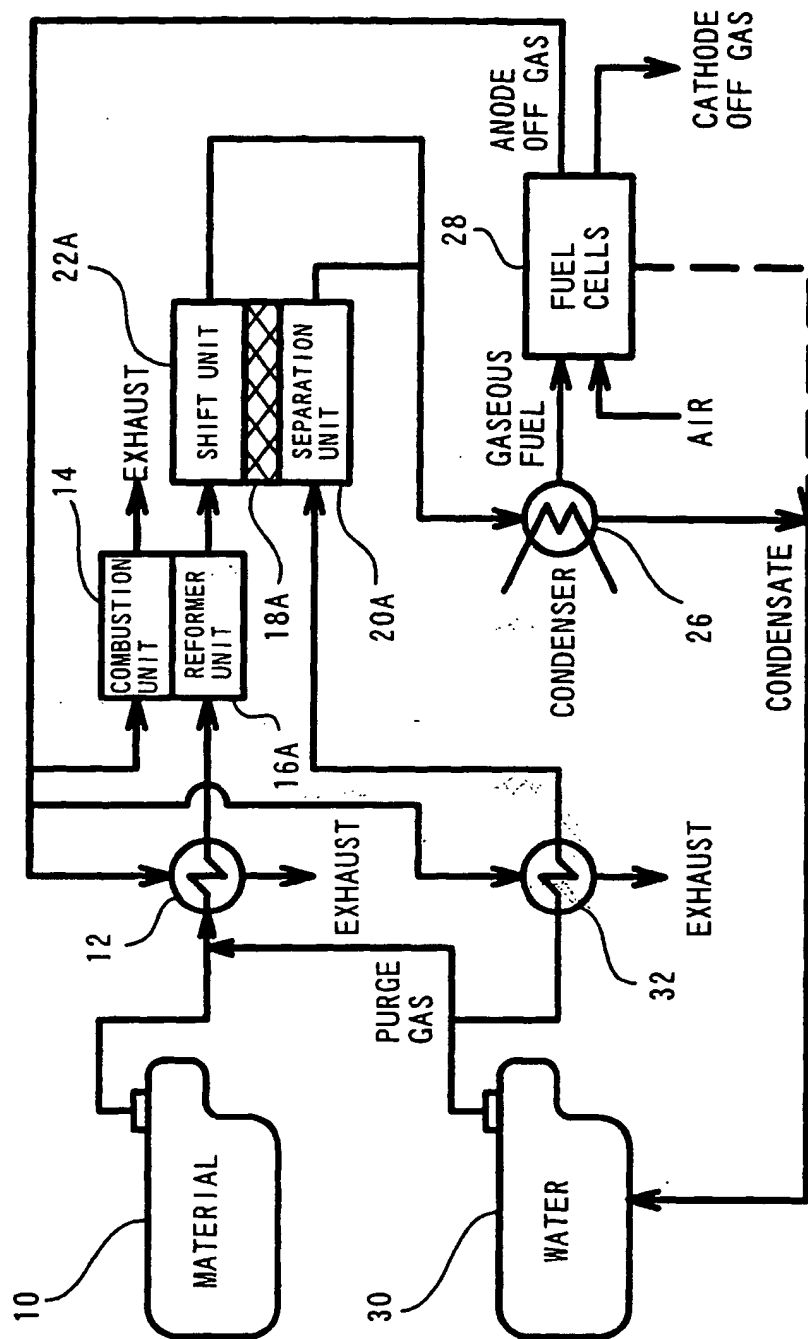 10
MATERIAL
12
EXHAUST
PURGE
GAS
30
WATER
32
EXHAUST
14
COMBUSTION
UNIT
REFORMER
UNIT
16A
EXHAUST
22A
SHIFT UNIT
18A
SEPARATION
UNIT
20A
CONDENSER
26
GASEOUS
FUEL
AIR
28
FUEL
CELLS
ANODE
OFF GAS
CATHODE
OFF GAS
CONDENSATE